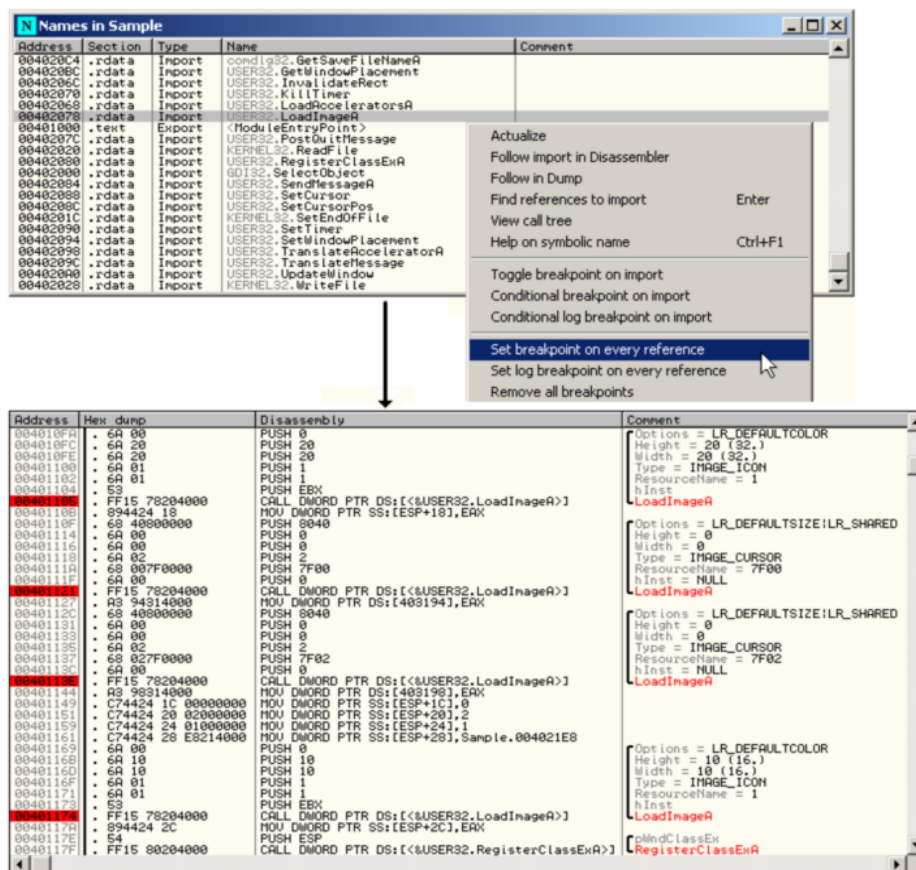 N Names in Sample
Address Section Type Name Comment
004020C4 .rdata Import comdlg32.GetSaveFileNameA
004020BC .rdata Import USER32.GetWindowPlacement
0040206C .rdata Import USER32.InvalidateRect
00402070 .rdata Import USER32.KillTimer
00402068 .rdata Import USER32.LoadAcceleratorsA
00402078 .rdata Import USER32.LoadImageA
00401000 .text Export <ModuleEntryPoint>
0040207C .rdata Import USER32.PostQuitMessage
00402020 .rdata Import KERNEL32.ReadFile
00402080 .rdata Import USER32.RegisterClassExA
00402000 .rdata Import GDI32.SelectObject
00402084 .rdata Import USER32.SendMessageA
00402088 .rdata Import USER32.SetCursor
0040208C .rdata Import USER32.SetCursorPos
0040201C .rdata Import KERNEL32.SetEndOfFile
00402090 .rdata Import USER32.SetTimer
00402094 .rdata Import USER32.SetWindowPlacement
00402098 .rdata Import USER32.TranslateAcceleratorA
0040209C .rdata Import USER32.TranslateMessage
004020A0 .rdata Import USER32.UpdateWindow
00402028 .rdata Import KERNEL32.WriteFile
Actualize
Follow import in Disassembler
Follow in Dump
Find references to import Enter
View call tree
Help on symbolic name Ctrl+F1
Toggle breakpoint on import
Conditional breakpoint on import
Conditional log breakpoint on import
Set breakpoint on every reference
Set log breakpoint on every reference
Remove all breakpoints
Address Hex dump Disassembly Comment
004010FA . 6A 00 PUSH 0 Options = LR_DEFAULTCOLOR
004010FC . 6A 20 PUSH 20 Height = 20 (32.)
004010FE . 6A 20 PUSH 20 Width = 20 (32.)
00401100 . 6A 01 PUSH 1 Type = IMAGE_ICON
00401102 . 6A 01 PUSH 1 ResourceName = 1
00401104 . 53 PUSH EBX hInst
00401105 . FF15 78204000 CALL DWORD PTR DS:[<&USER32.LoadImageA>] LoadImageA
0040110B . 894424 18 MOV DWORD PTR SS:[ESP+18],EAX
0040110F . 68 40800000 PUSH 8040 Options = LR_DEFAULTSIZE|LR_SHARED
00401114 . 6A 00 PUSH 0 Height = 0
00401116 . 6A 00 PUSH 0 Width = 0
00401118 . 6A 02 PUSH 2 Type = IMAGE_CURSOR
0040111A . 68 007F0000 PUSH 7F00 ResourceName = 7F00
0040111F . 6A 00 PUSH 0 hInst = NULL
00401121 . FF15 78204000 CALL DWORD PTR DS:[<&USER32.LoadImageA>] LoadImageA
00401127 . A3 94314000 MOV DWORD PTR DS:[403194],EAX
0040112C . 68 40800000 PUSH 8040 Options = LR_DEFAULTSIZE|LR_SHARED
00401131 . 6A 00 PUSH 0 Height = 0
00401133 . 6A 00 PUSH 0 Width = 0
00401135 . 6A 02 PUSH 2 Type = IMAGE_CURSOR
00401137 . 68 027F0000 PUSH 7F02 ResourceName = 7F02
0040113C . 6A 00 PUSH 0 hInst = NULL
0040113E . FF15 78204000 CALL DWORD PTR DS:[<&USER32.LoadImageA>] LoadImageA
00401144 . A3 98314000 MOV DWORD PTR DS:[403198],EAX
00401149 . C74424 1C 00000000 MOV DWORD PTR SS:[ESP+1C],0
00401151 . C74424 20 02000000 MOV DWORD PTR SS:[ESP+20],2
00401159 . C74424 24 01000000 MOV DWORD PTR SS:[ESP+24],1
00401161 . C74424 28 E8214000 MOV DWORD PTR SS:[ESP+28],Sample.004021E8
00401169 . 6A 00 PUSH 0 Options = LR_DEFAULTCOLOR
0040116B . 6A 10 PUSH 10 Height = 10 (16.)
0040116D . 6A 10 PUSH 10 Width = 10 (16.)
0040116F . 6A 01 PUSH 1 Type = IMAGE_ICON
00401171 . 6A 01 PUSH 1 ResourceName = 1
00401173 . 53 PUSH EBX hInst
00401174 . FF15 78204000 CALL DWORD PTR DS:[<&USER32.LoadImageA>] LoadImageA
0040117A . 894424 2C MOV DWORD PTR SS:[ESP+2C],EAX
0040117E . 54 PUSH ESP pWndClassEx
0040117F . FF15 80204000 CALL DWORD PTR DS:[<&USER32.RegisterClassExA>] RegisterClassExA